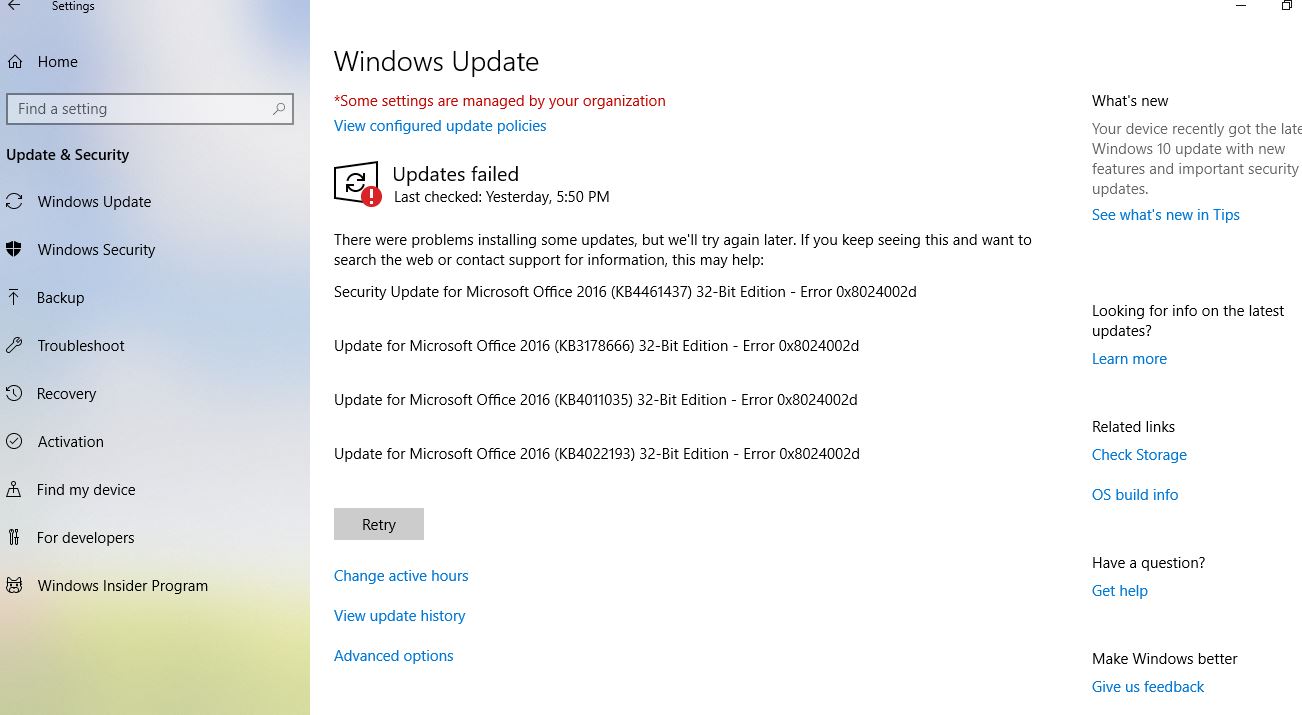 Settings
Home
Find a setting
Update & Security
Windows Update
Windows Security
Backup
Troubleshoot
Recovery
Activation
Find my device
For developers
Windows Insider Program
Windows Update
*Some settings are managed by your organization
View configured update policies
Updates failed
Last checked: Yesterday, 5:50 PM
There were problems installing some updates, but we'll try again later. If you keep seeing this and want to
search the web or contact support for information, this may help:
Security Update for Microsoft Office 2016 (KB4461437) 32-Bit Edition - Error 0x8024002d
Update for Microsoft Office 2016 (KB3178666) 32-Bit Edition - Error 0x8024002d
Update for Microsoft Office 2016 (KB4011035) 32-Bit Edition - Error 0x8024002d
Update for Microsoft Office 2016 (KB4022193) 32-Bit Edition - Error 0x8024002d
Retry
Change active hours
View update history
Advanced options
What's new
Your device recently got the late
Windows 10 update with new
features and important security
updates.
See what's new in Tips
Looking for info on the latest
updates?
Learn more
Related links
Check Storage
OS build info
Have a question?
Get help
Make Windows better
Give us feedback